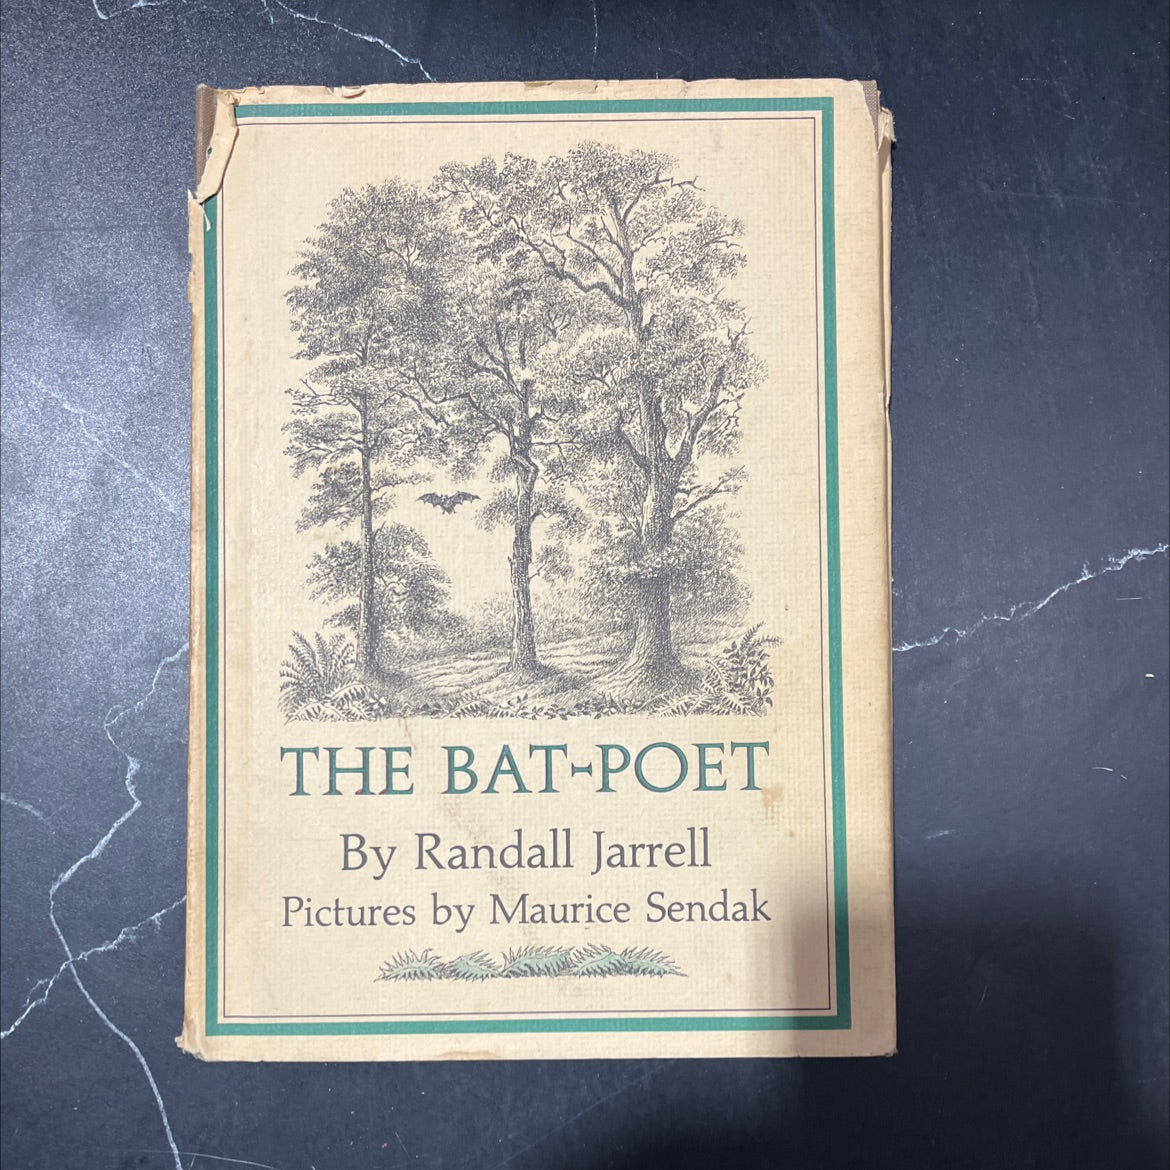 THE BAT-POET
By Randall Jarrell
Pictures by Maurice Sendak